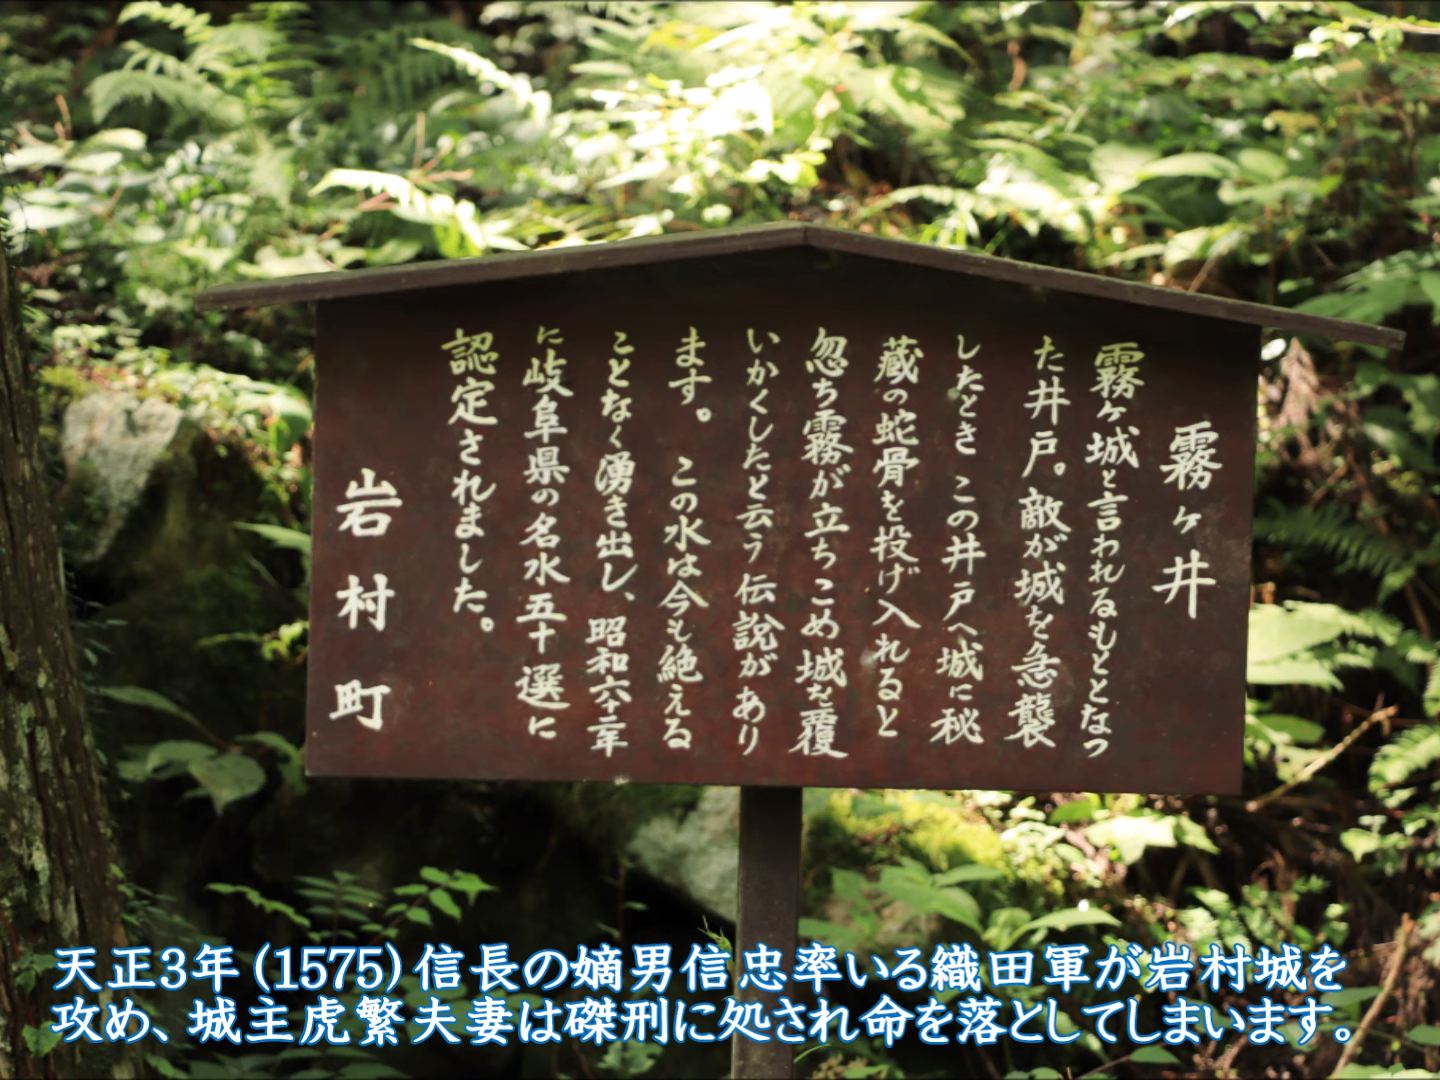 霧ヶ井
霧ヶ城と言われるもととなっ
た井戸。敵が城を急襲
したとき この井戸へ城に秘
蔵の蛇骨を投げ入れると
忽ち霧が立ちこめ城を覆
いかくしたと云う伝説があり
ます。 この水は今も絶える
ことなく湧き出し、昭和六十二年
に岐阜県の名水五十選に
認定されました。
岩村町
天正3年(1575)信長の嫡男信忠率いる織田軍が岩村城を
攻め、城主虎繁夫妻は磔刑に処され命を落としてしまいます。